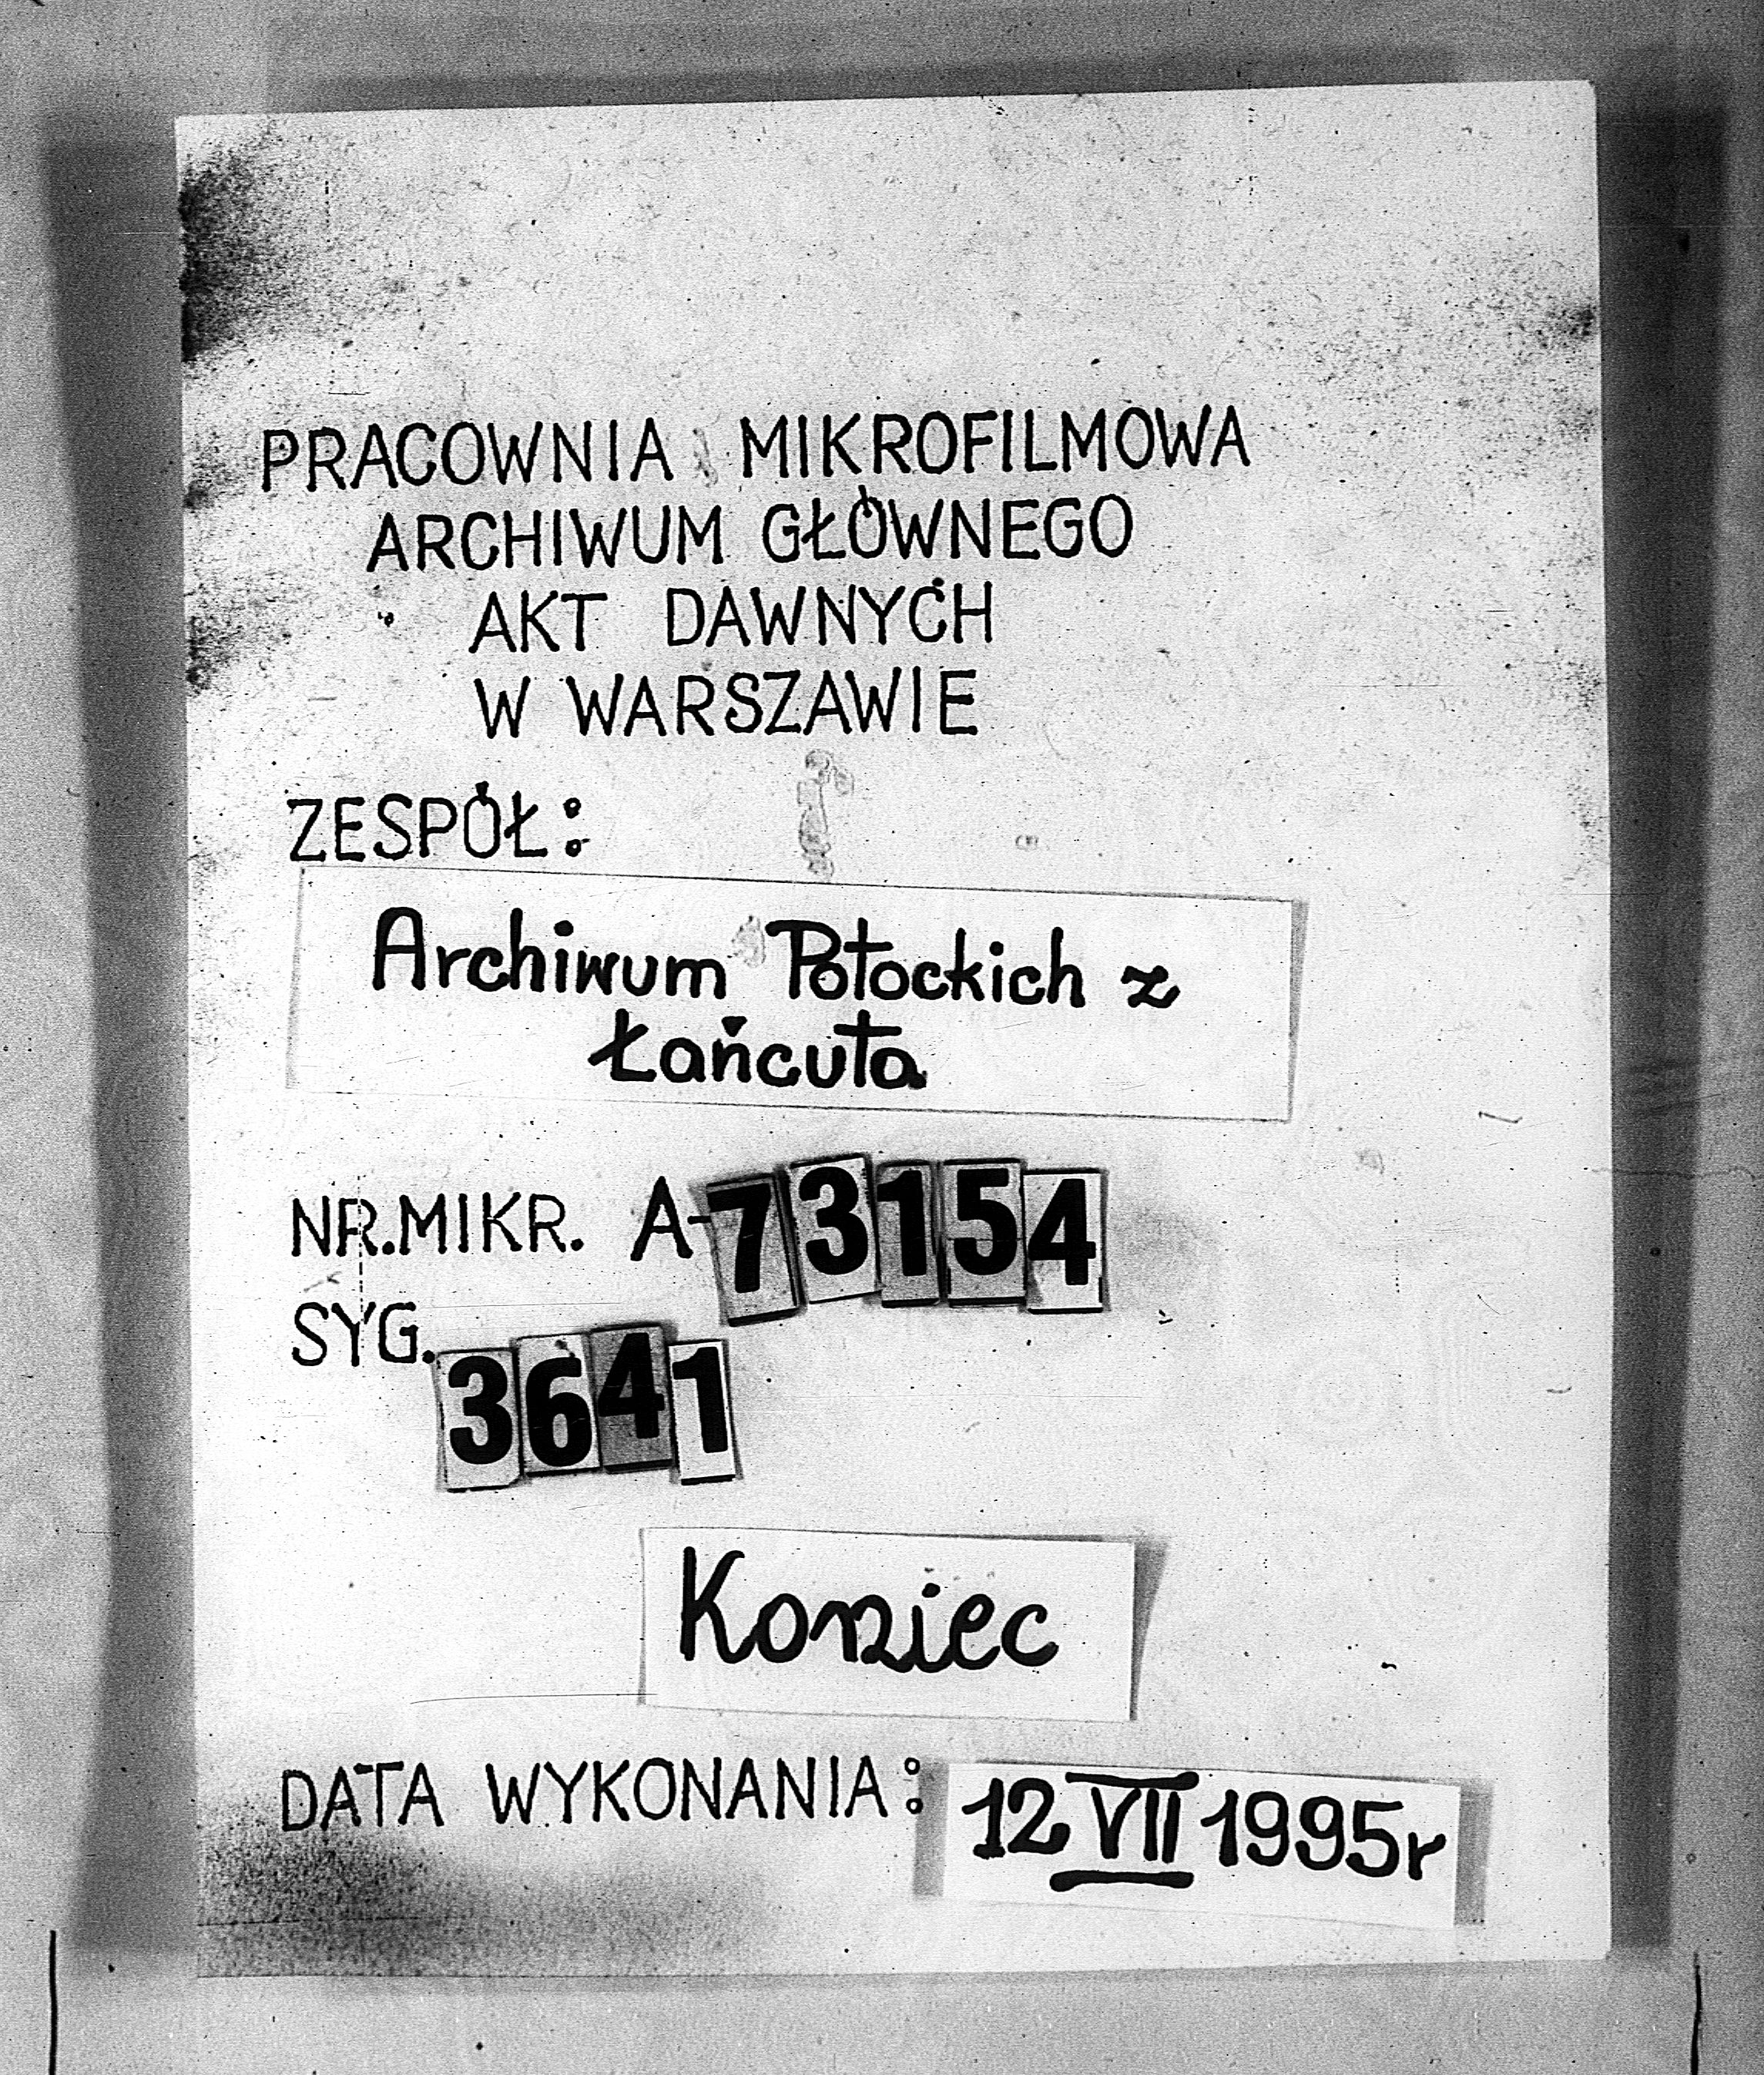 PRACOWNIA MIKROFILMOWA
ARCHIWUM GŁÓWNEGO
AKT DAWNYCH
W WARSZAWIE
ZESPÓŁ:
Archiwum Potockich z
Łańcuta
NR.MIKR. A-73154
SYG. 3641
Koniec
DATA WYKONANIA: 12 VII 1995r